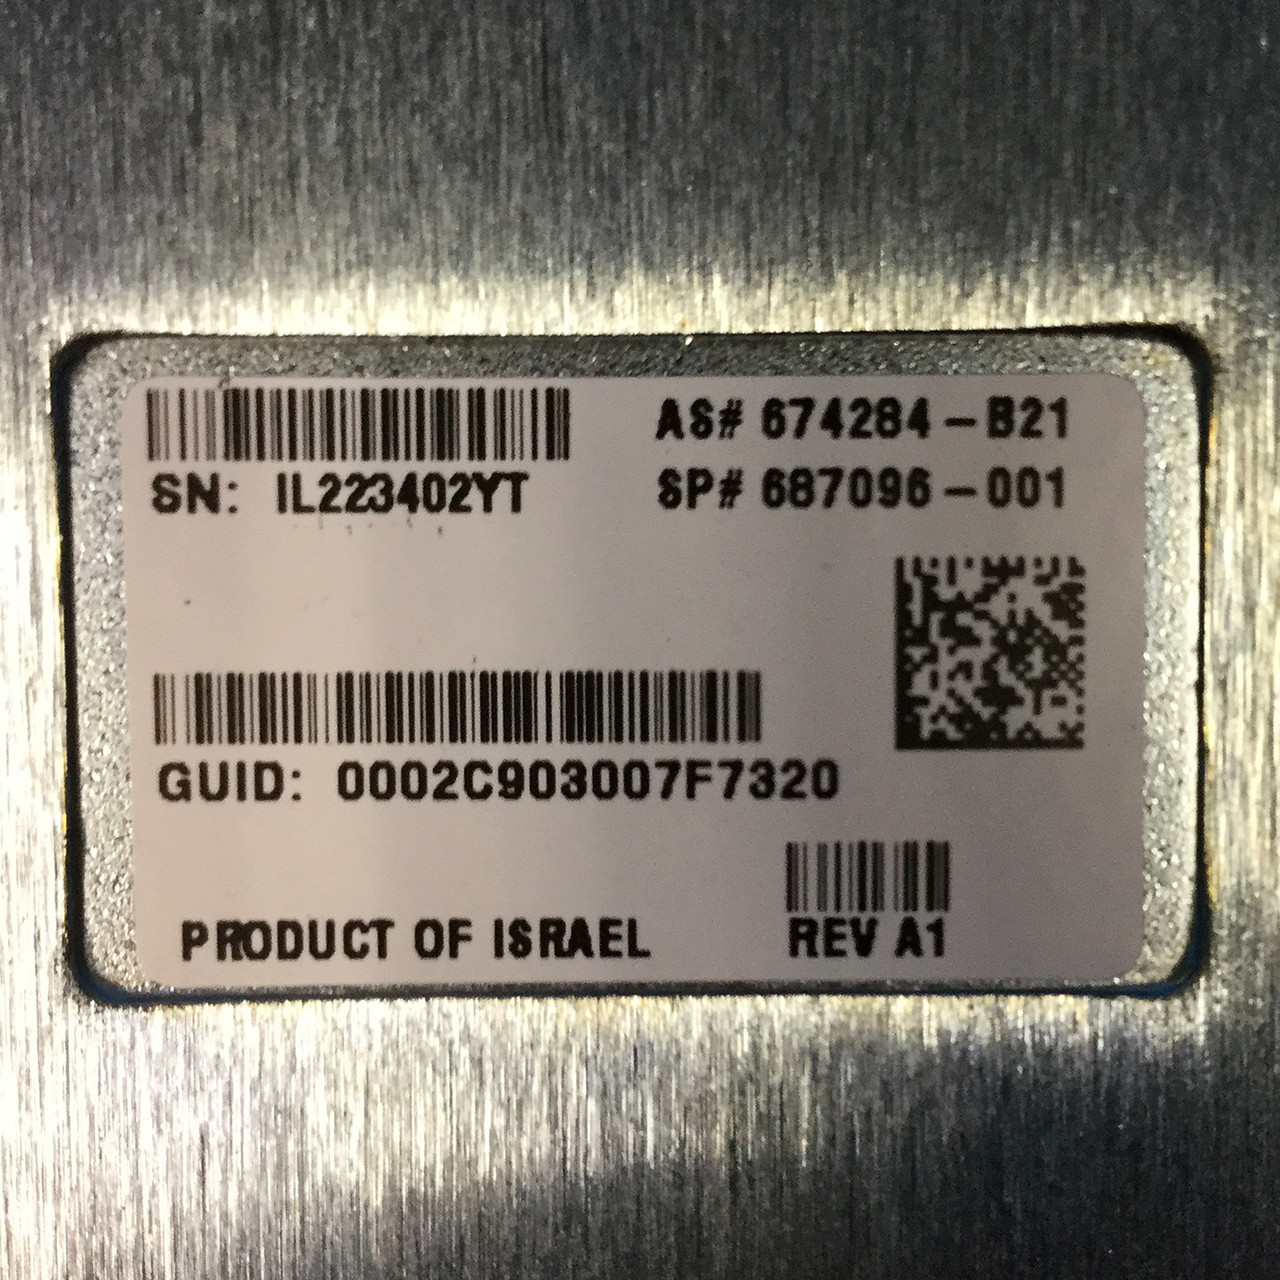 SN: IL223402YT
AS# 674284-B21
SP# 687096-001
GUID: 0002C903007F7320
PRODUCT OF ISRAEL
REV A1